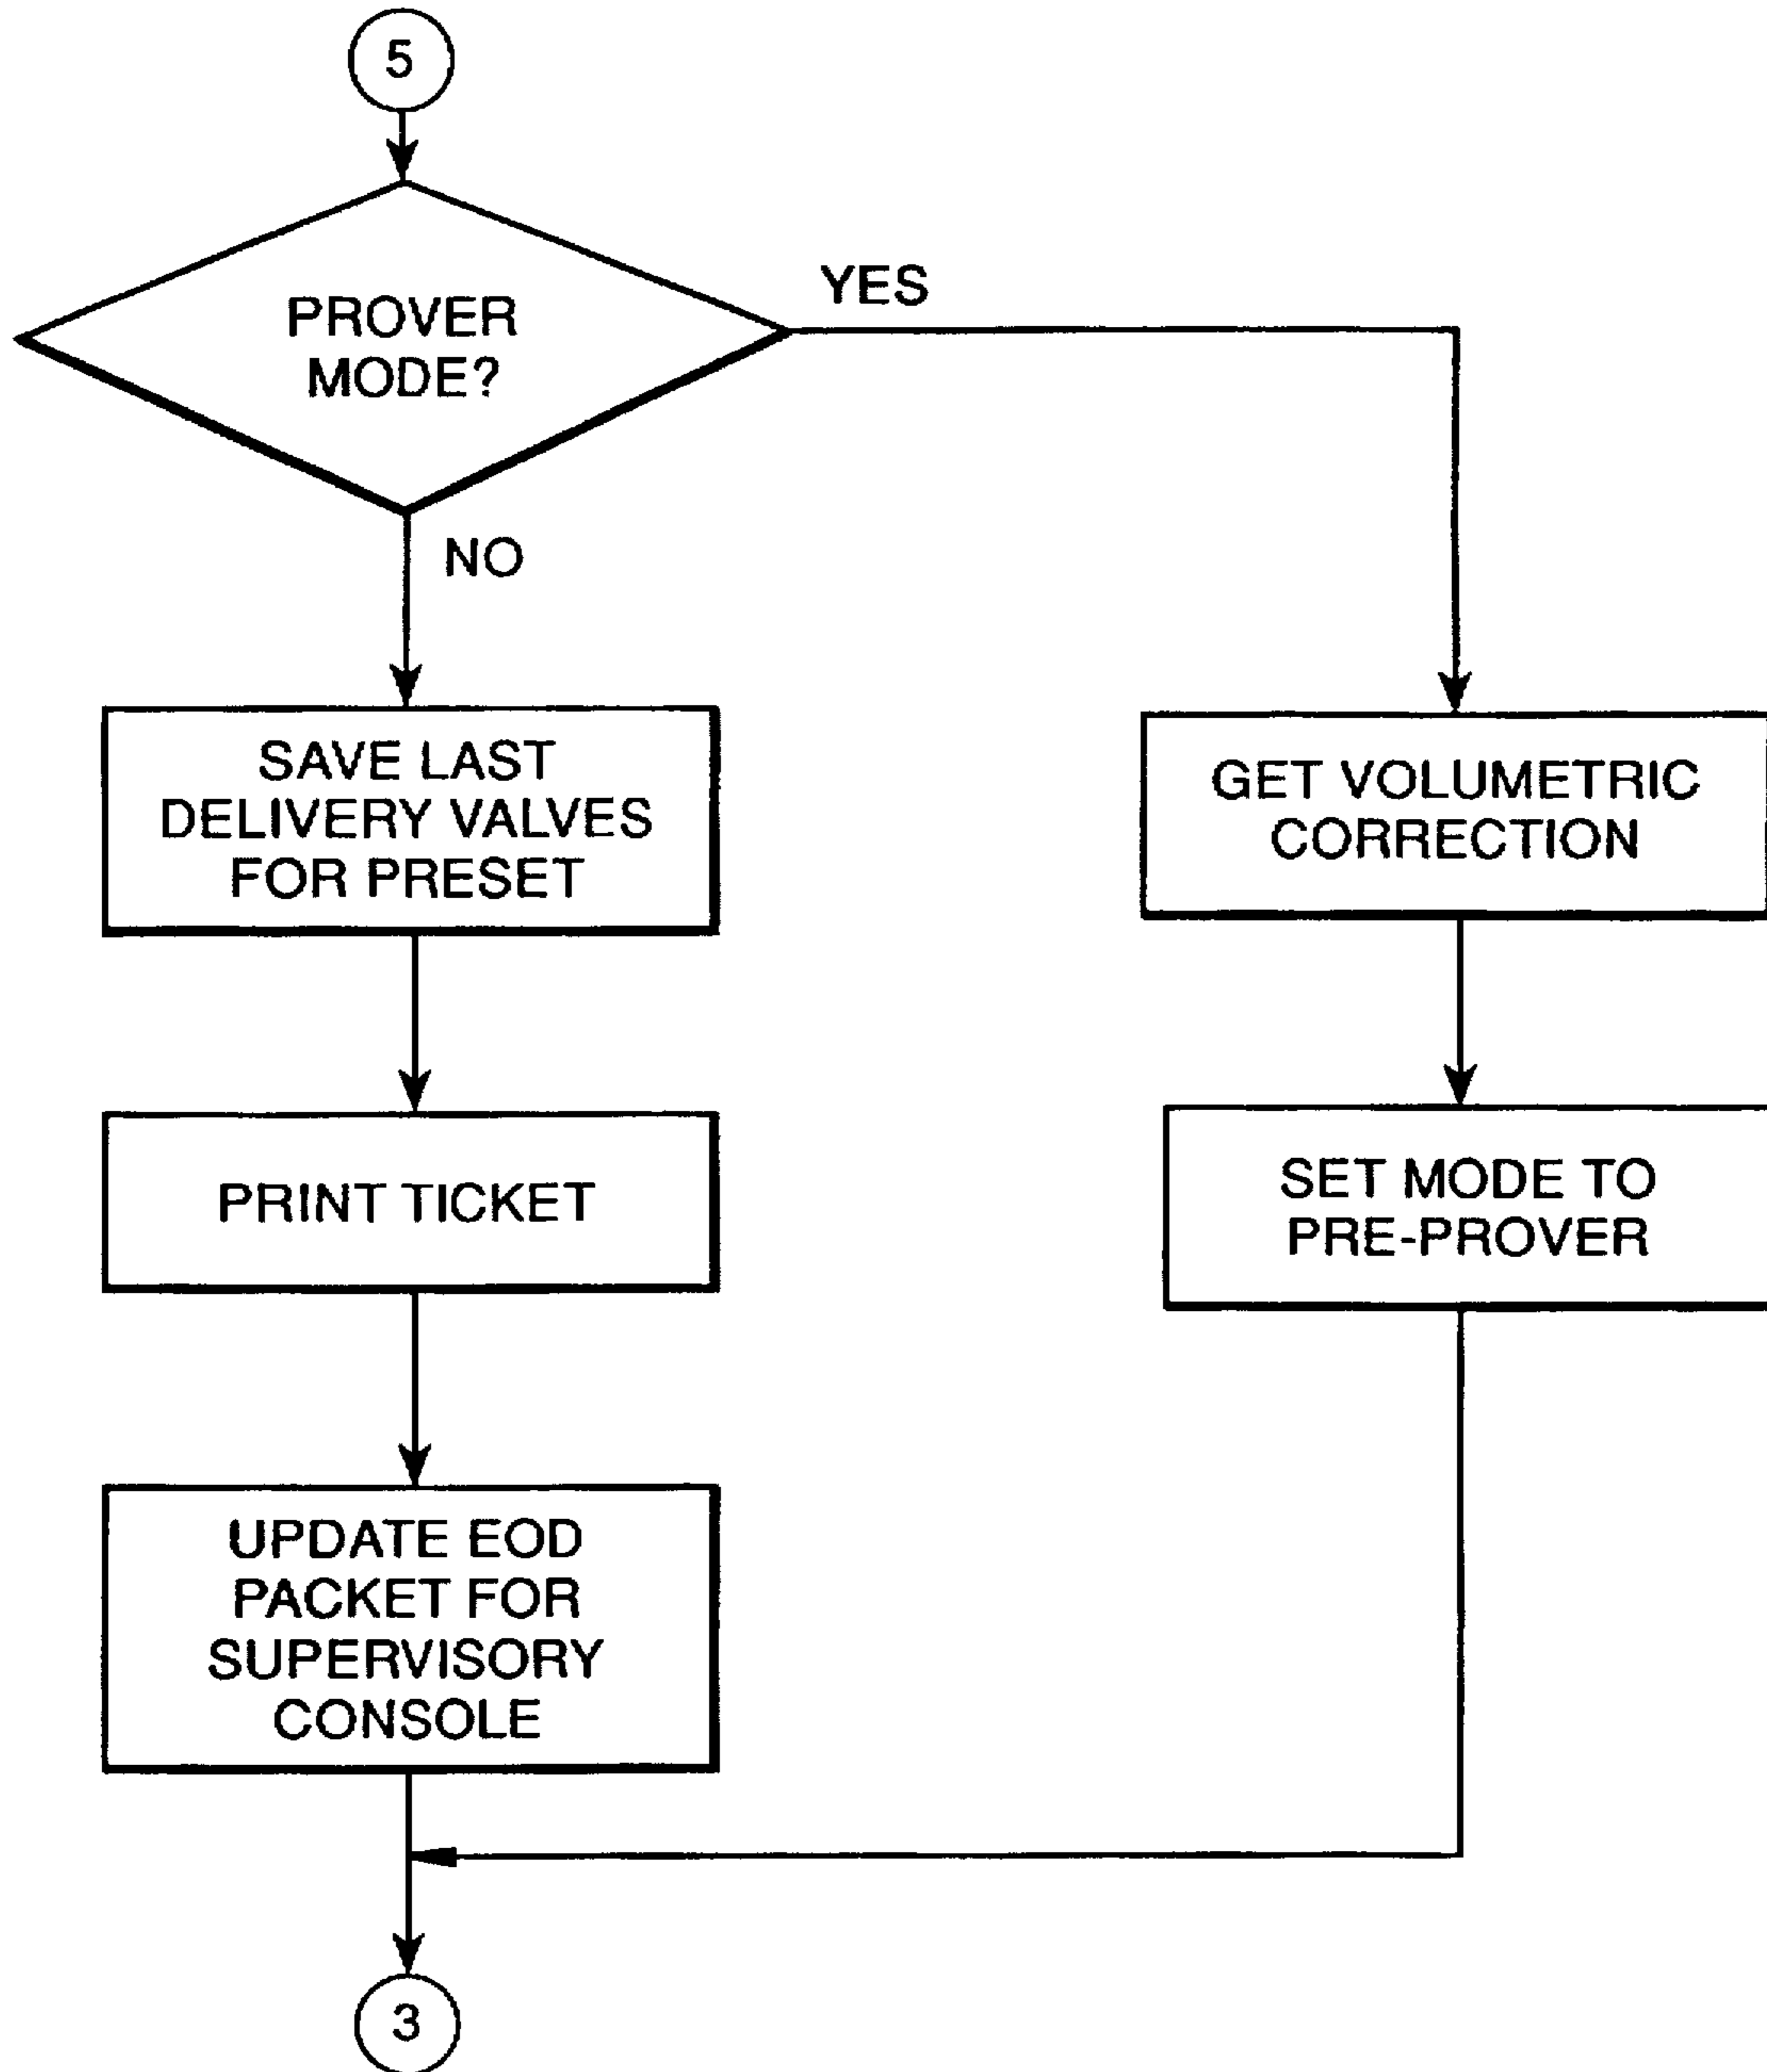 5
PROVER
MODE?
YES
NO
SAVE LAST
DELIVERY VALVES
FOR PRESET
GET VOLUMETRIC
CORRECTION
PRINT TICKET
SET MODE TO
PRE-PROVER
UPDATE EOD
PACKET FOR
SUPERVISORY
CONSOLE
3